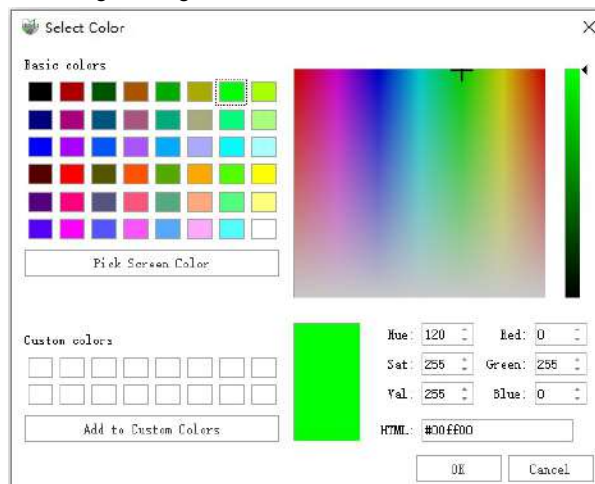 Select Color
Basic colors
Pick Screen Color
Custom colors
Add to Custom Colors
Hue: 120
Red: 0
Sat: 255
Green: 255
Val: 255
Blue: 0
HTML: #00ff00
OK
Cancel